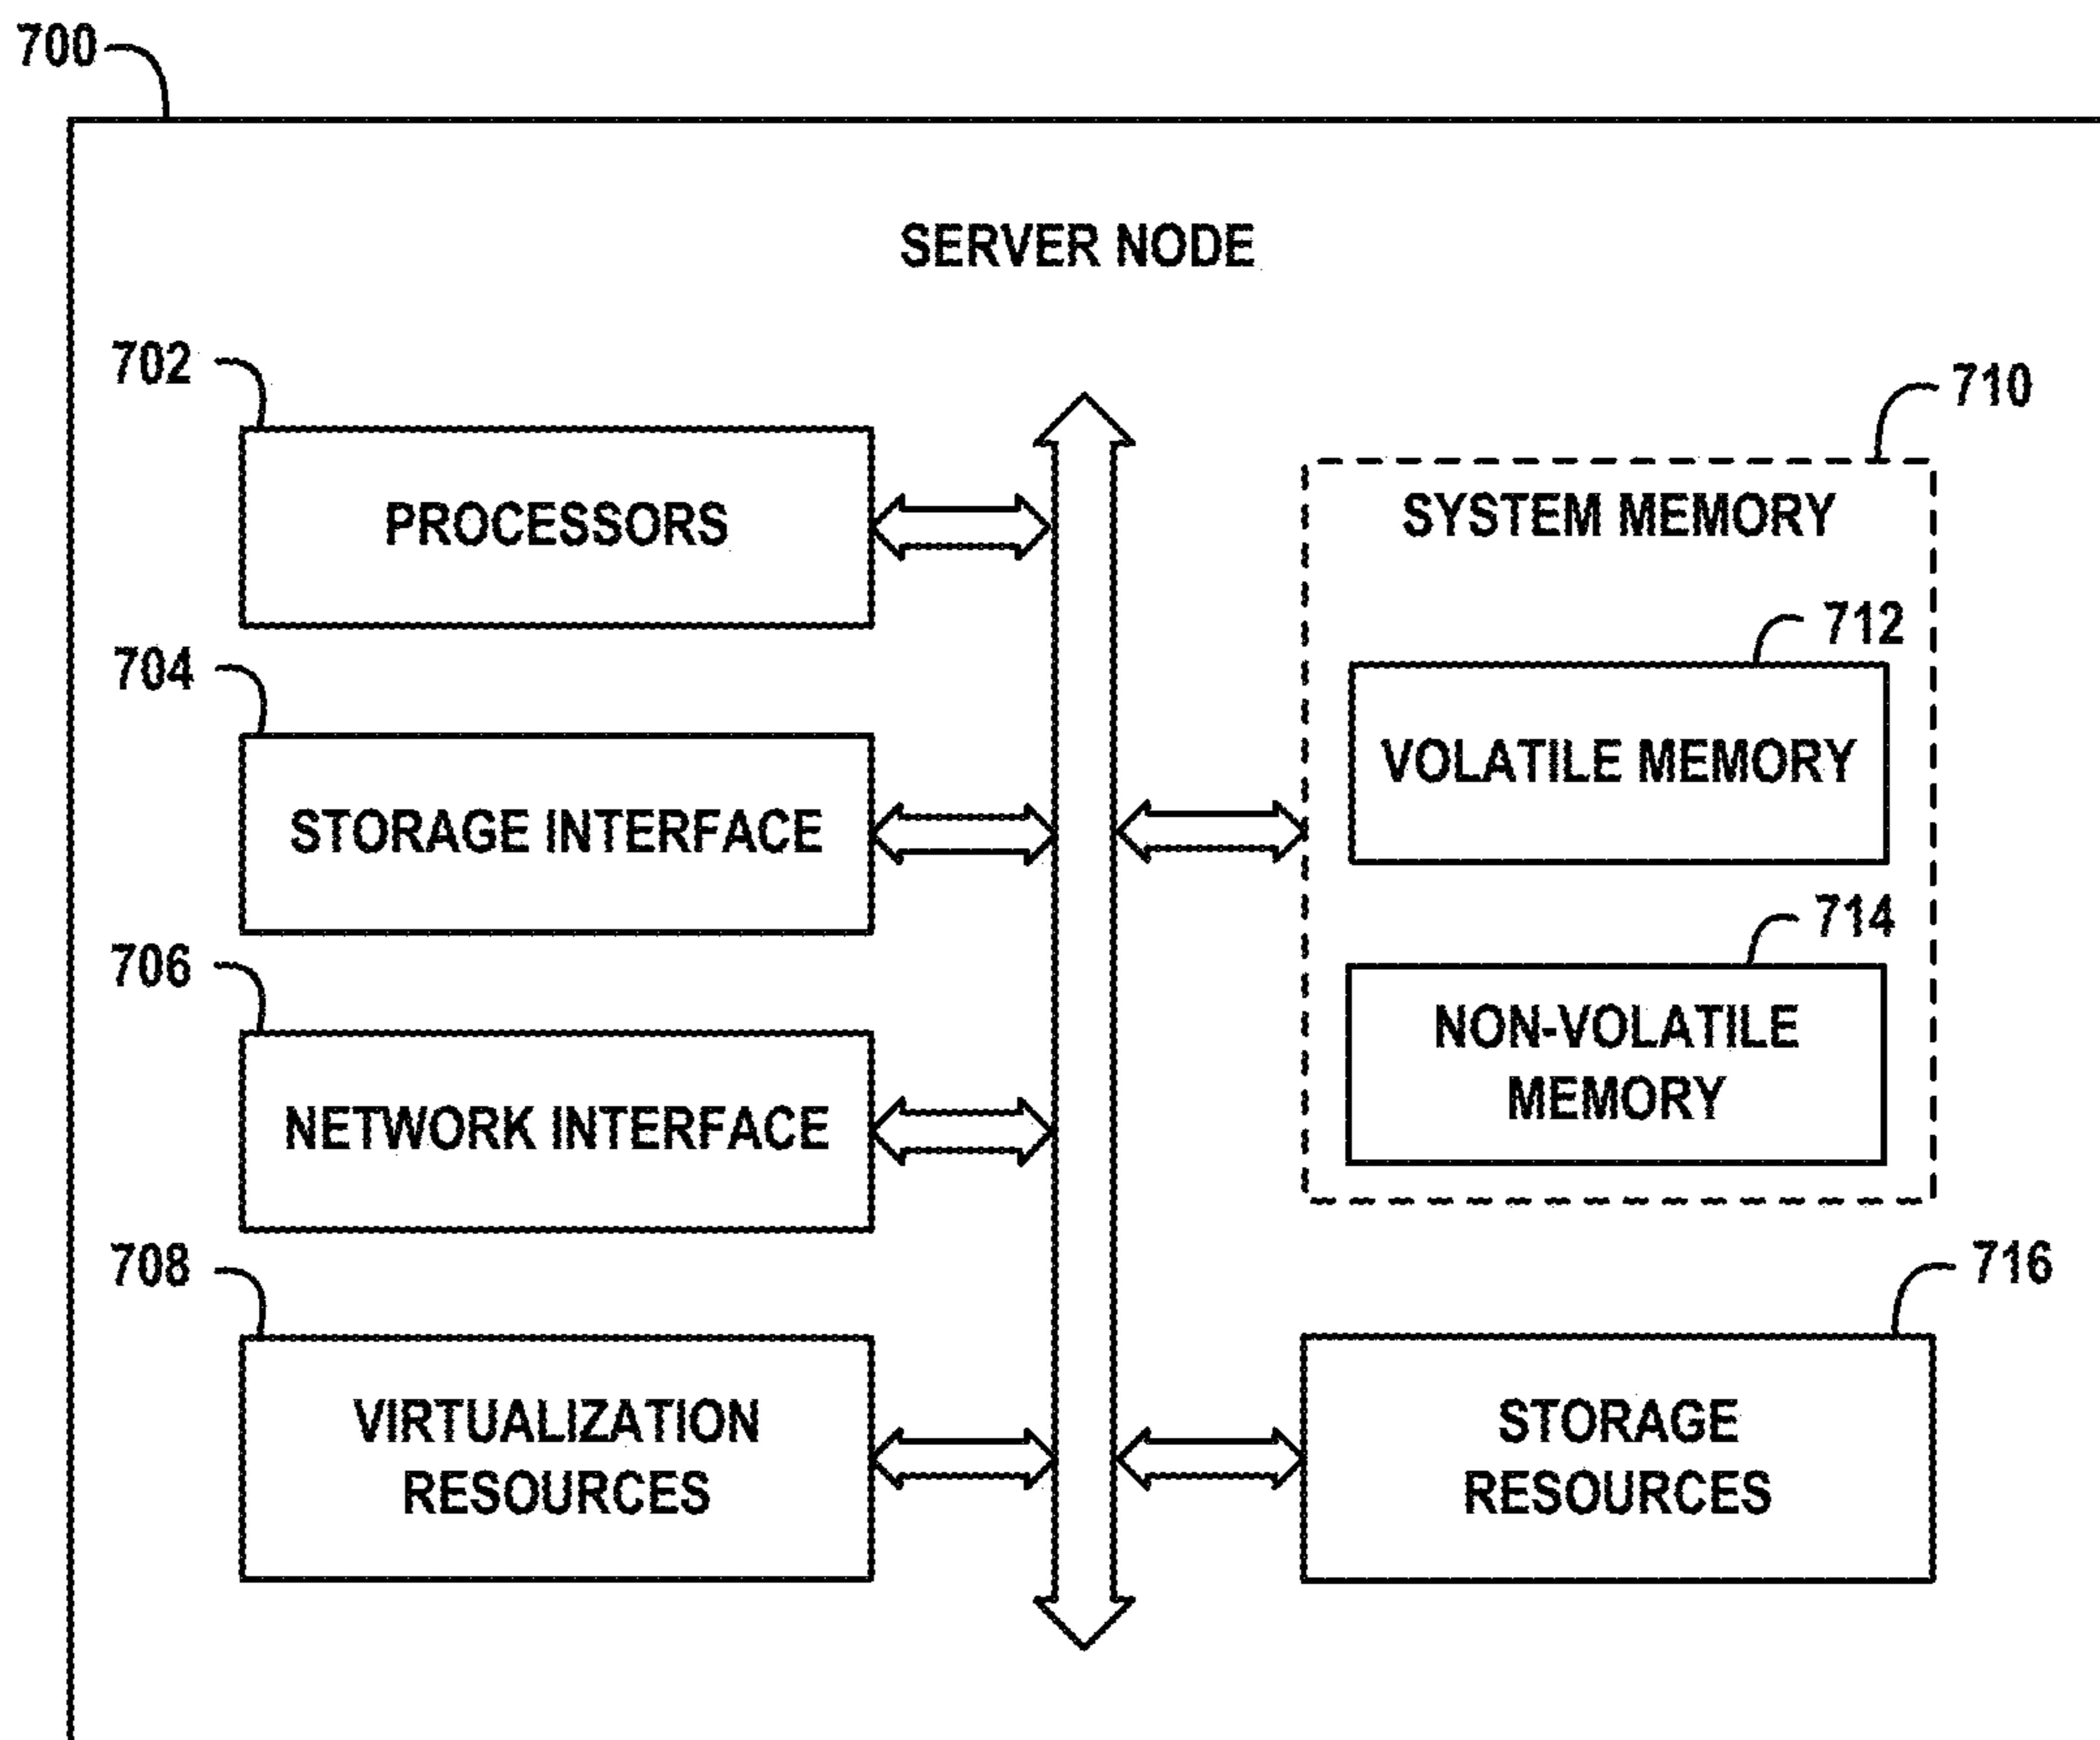 700
SERVER NODE
702
710
PROCESSORS
SYSTEM MEMORY
712
704
VOLATILE MEMORY
STORAGE INTERFACE
714
706
NON-VOLATILE
MEMORY
NETWORK INTERFACE
708
716
VIRTUALIZATION
RESOURCES
STORAGE
RESOURCES